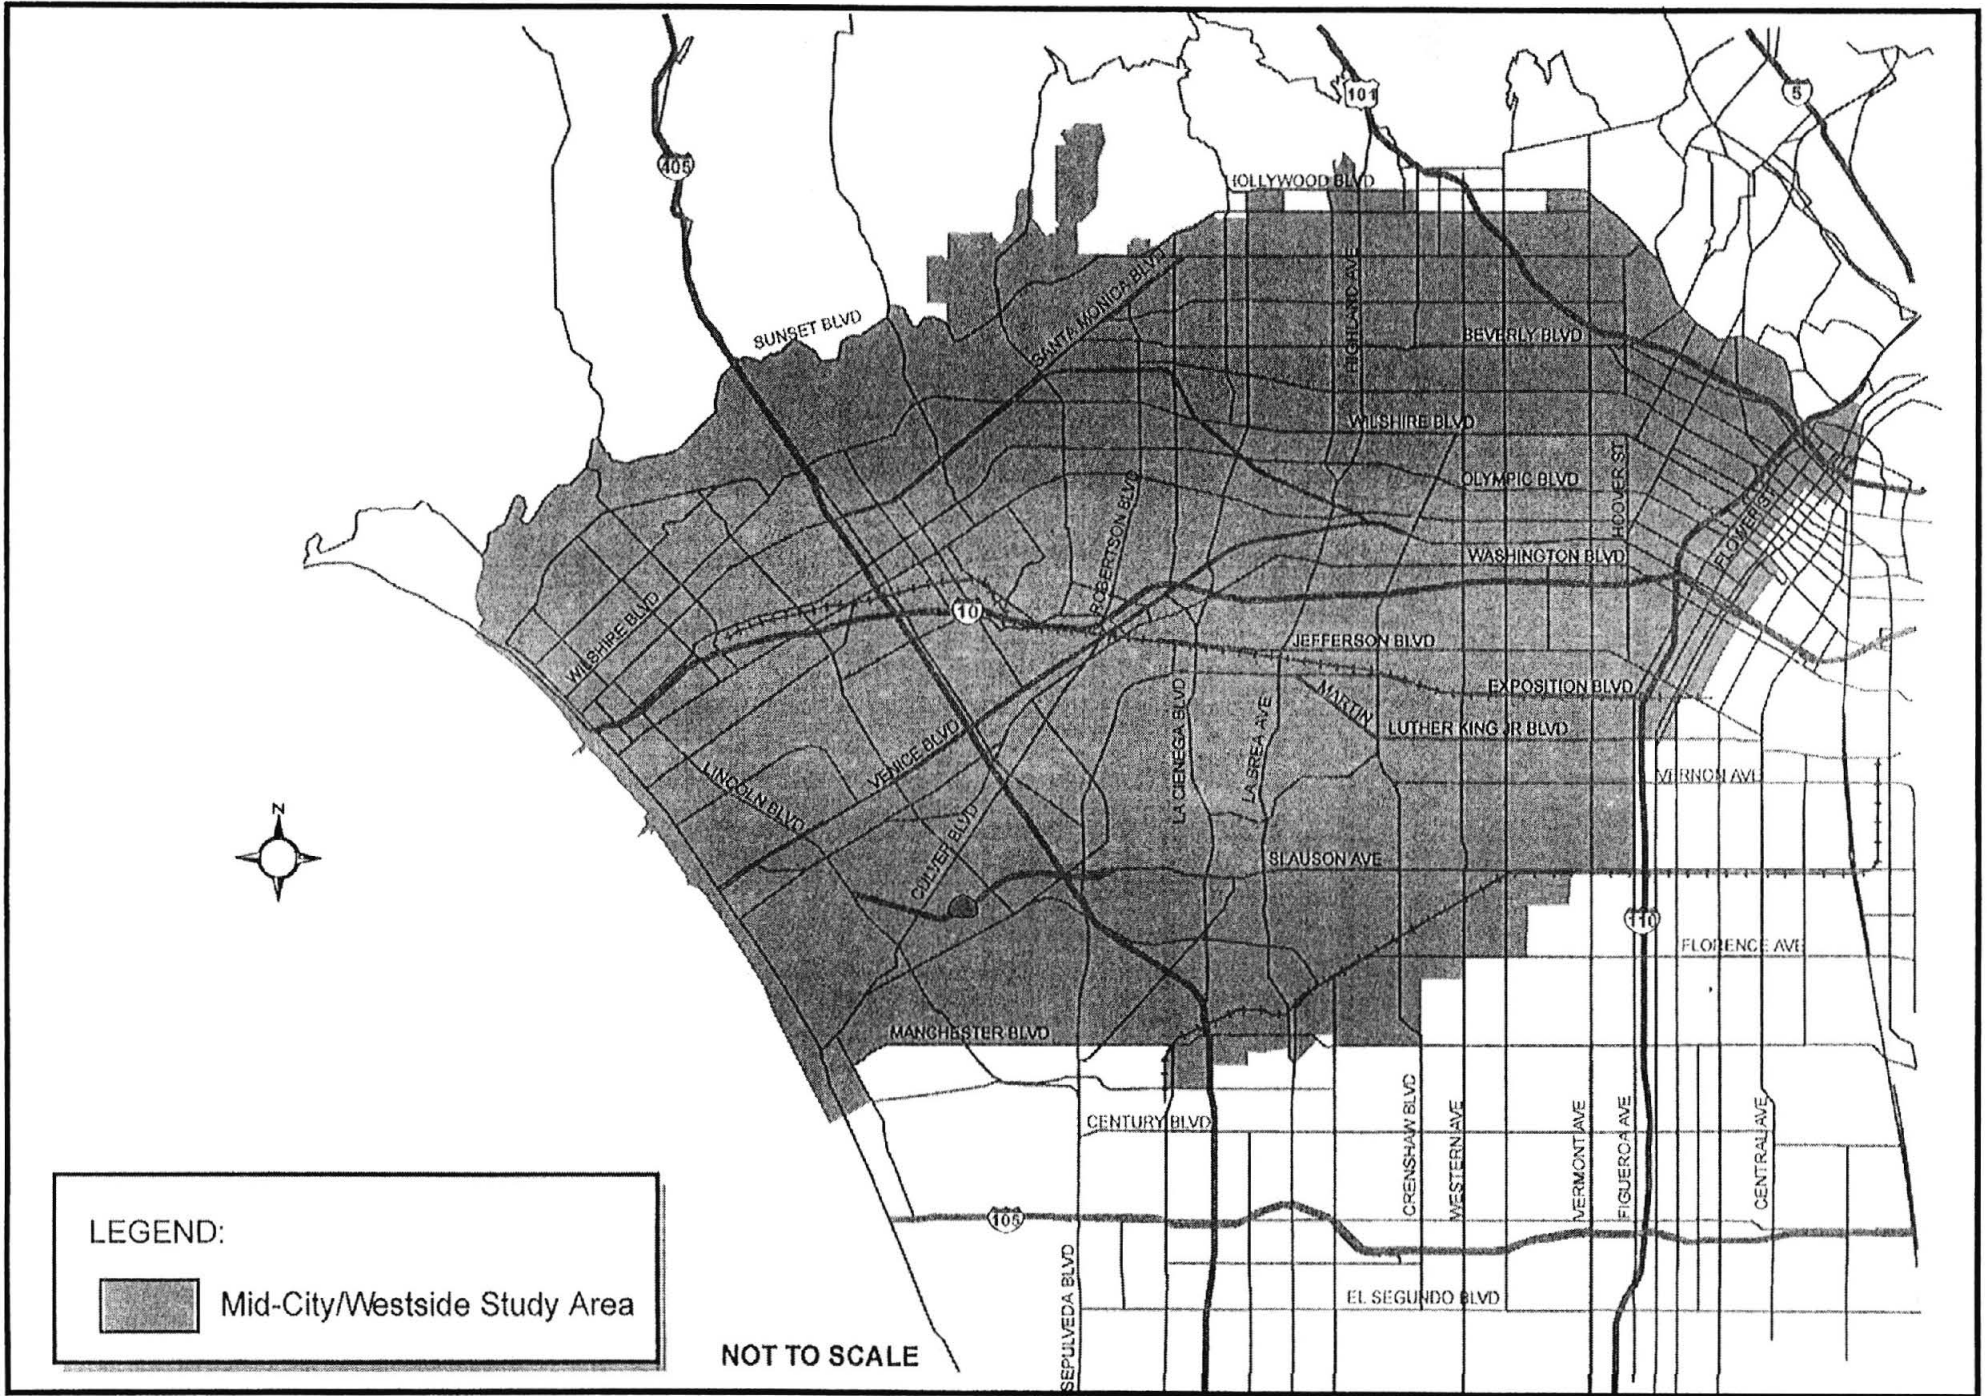 101
5
405
HOLLYWOOD BLVD
SANTA MONICA BLVD
HIGHLAND AVE
SUNSET BLVD
BEVERLY BLVD
WILSHIRE BLVD
OLYMPIC BLVD
HOOVER ST
ROBERTSON BLVD
FLOWER ST
WASHINGTON BLVD
WILSHIRE BLVD
10
JEFFERSON BLVD
EXPOSITION BLVD
MARTIN
LUTHER KING JR BLVD
LA CIENEGA BLVD
LA BREA AVE
VENICE BLVD
LINCOLN BLVD
VERNON AVE
CULVER BLVD
SLAUSON AVE
N
110
FLORENCE AVE
MANCHESTER BLVD
CENTURY BLVD
CRENSHAW BLVD
WESTERN AVE
VERMONT AVE
FIGUEROA AVE
CENTRAL AVE
105
SEPULVEDA BLVD
EL SEGUNDO BLVD
LEGEND:
Mid-City/Westside Study Area
NOT TO SCALE